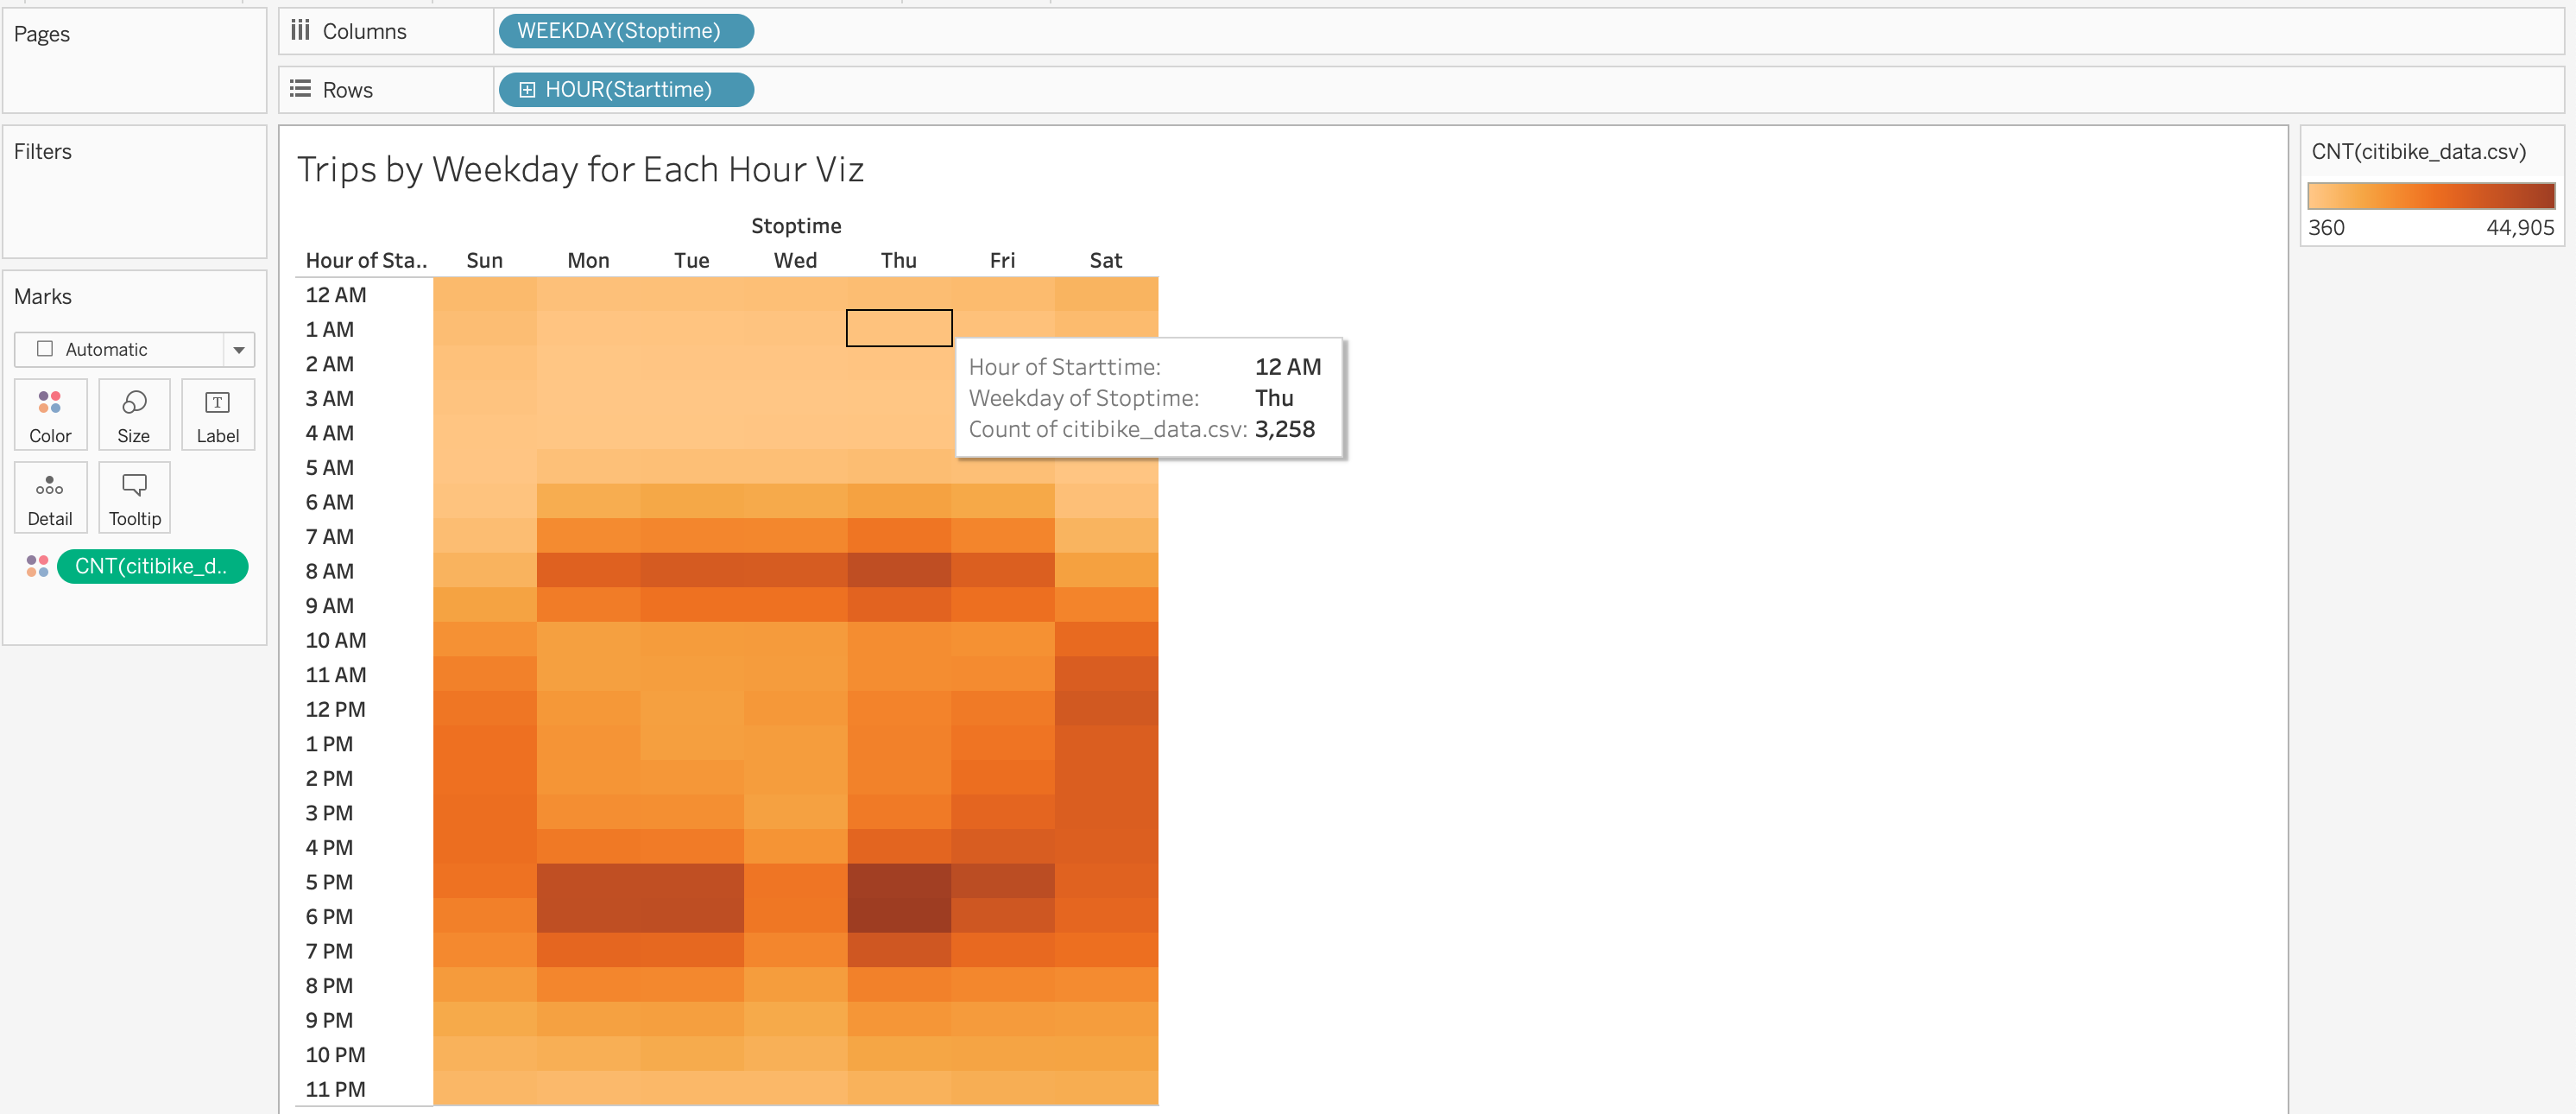 Pages
Columns
WEEKDAY(Stoptime)
Rows
HOUR(Starttime)
Filters
Marks
Automatic
Color
Size
Label
Detail
Tooltip
CNT(citibike_d..
Trips by Weekday for Each Hour Viz
Stoptime
Hour of Sta.. Sun Mon Tue Wed Thu Fri Sat
12 AM
1 AM
2 AM
3 AM
4 AM
5 AM
6 AM
7 AM
8 AM
9 AM
10 AM
11 AM
12 PM
1 PM
2 PM
3 PM
4 PM
5 PM
6 PM
7 PM
8 PM
9 PM
10 PM
11 PM
Hour of Starttime: 12 AM
Weekday of Stoptime: Thu
Count of citibike_data.csv: 3,258
CNT(citibike_data.csv)
360 44,905